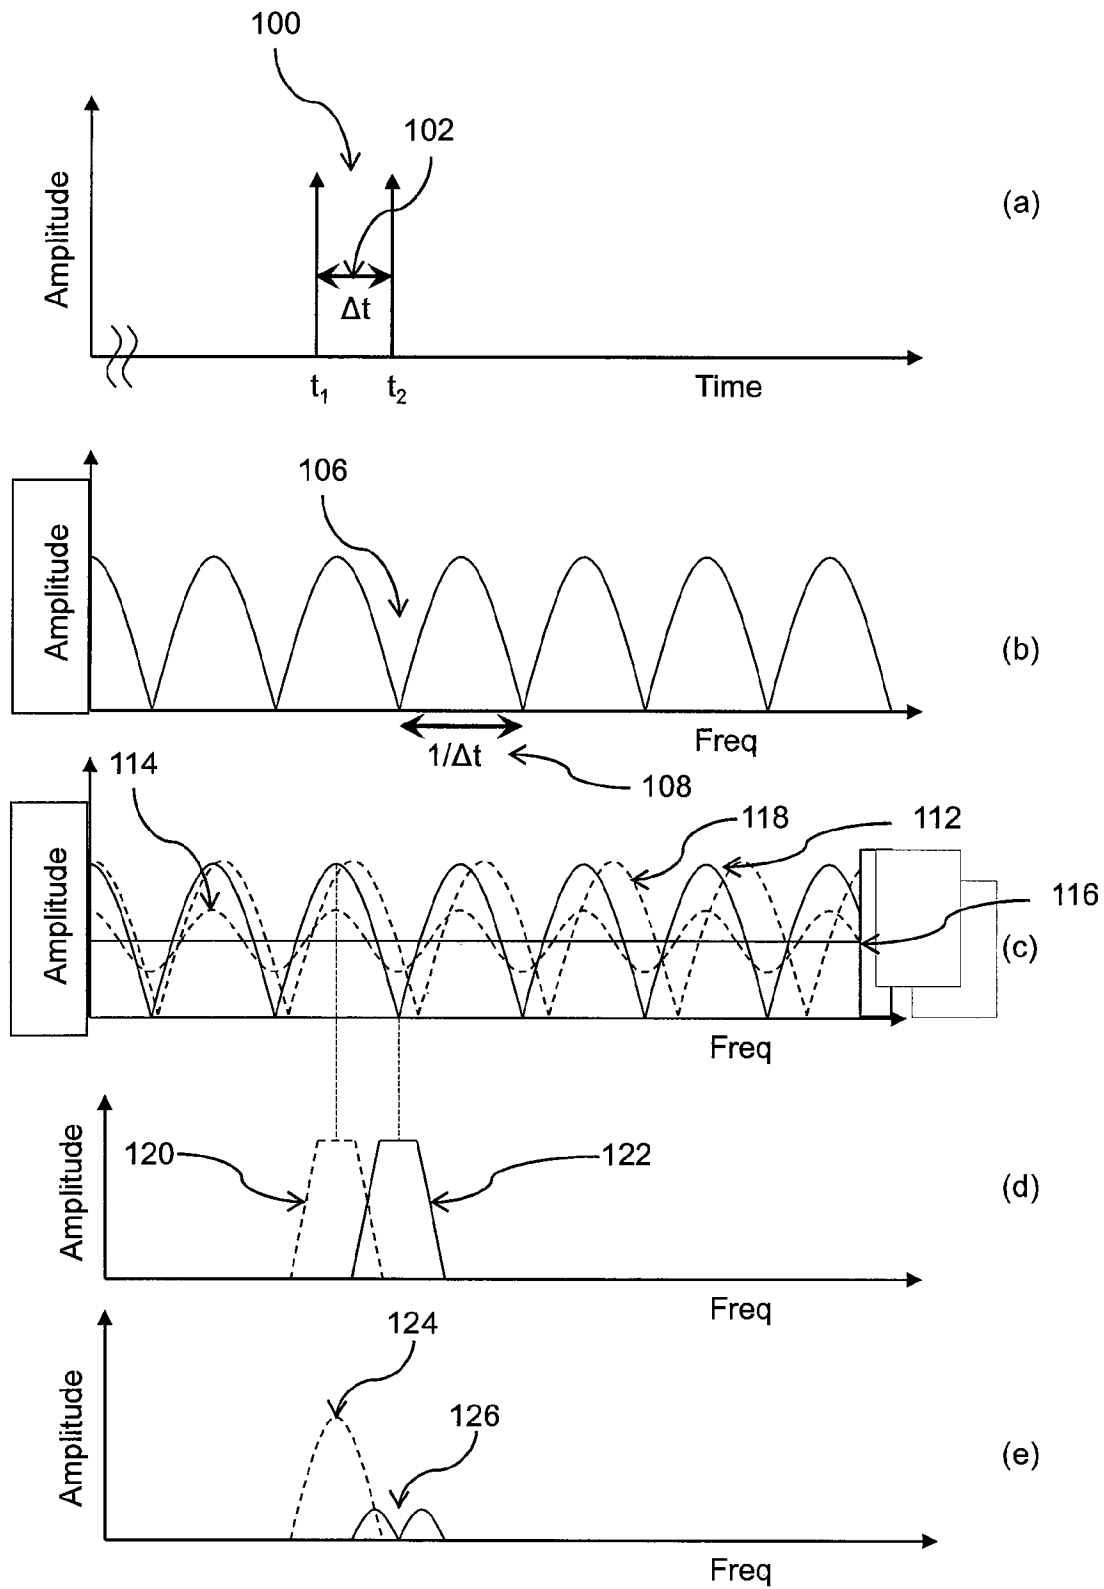 100
102
Amplitude
(a)
Δt
t1 t2 Time
106
Amplitude
(b)
Freq
1/Δt
108
114
118 112
116
Amplitude
(c)
Freq
120 122
Amplitude
(d)
Freq
124
126
Amplitude
(e)
Freq